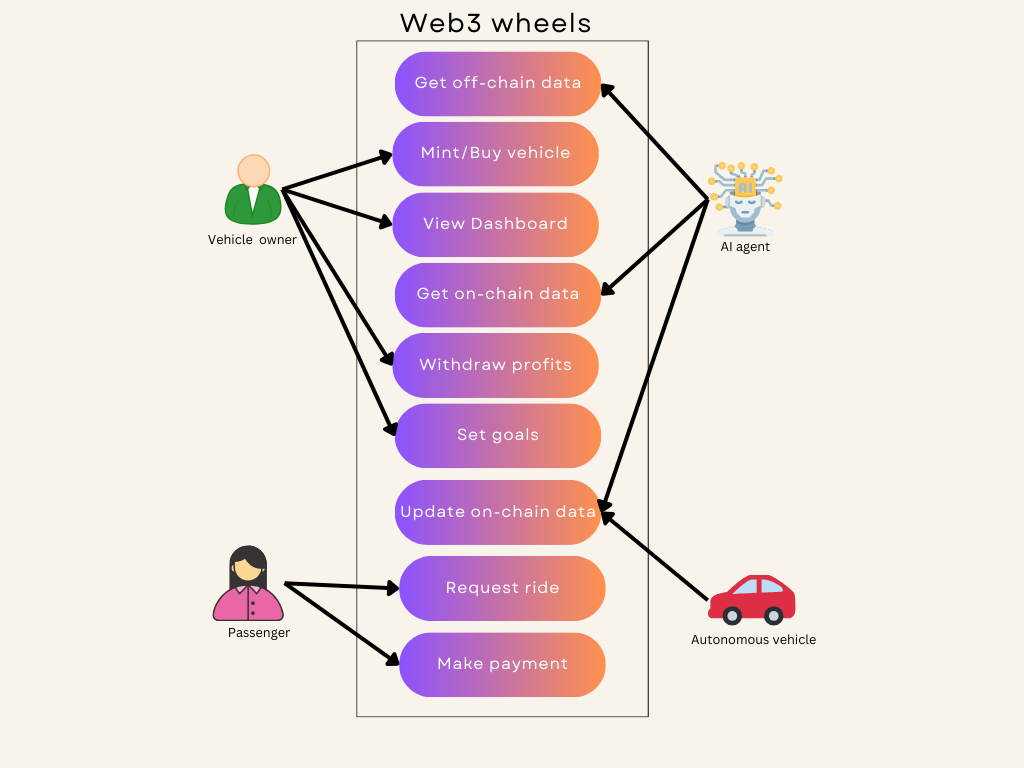 Web3 wheels
Get off-chain data
Mint/Buy vehicle
View Dashboard
Get on-chain data
Withdraw profits
Set goals
Update on-chain data
Request ride
Make payment
Vehicle owner
Passenger
AI
AI agent
Autonomous vehicle